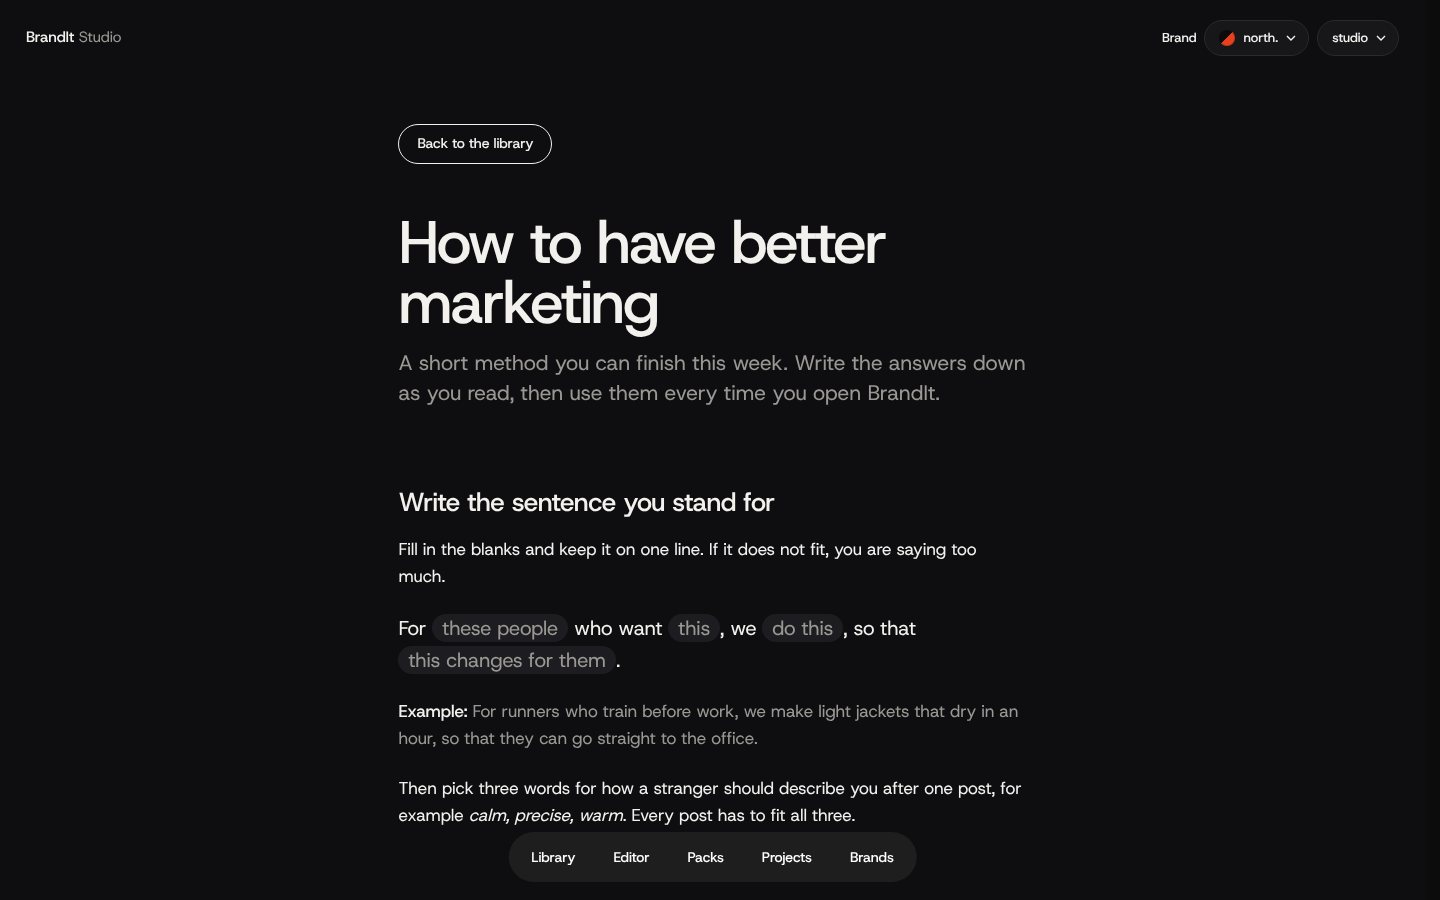 BrandIt Studio
Brand
north.
studio
Back to the library
How to have better
marketing
A short method you can finish this week. Write the answers down
as you read, then use them every time you open BrandIt.
Write the sentence you stand for
Fill in the blanks and keep it on one line. If it does not fit, you are saying too
much.
For these people who want this, we do this, so that
this changes for them.
Example: For runners who train before work, we make light jackets that dry in an
hour, so that they can go straight to the office.
Then pick three words for how a stranger should describe you after one post, for
example calm, precise, warm. Every post has to fit all three.
Library Editor Packs Projects Brands